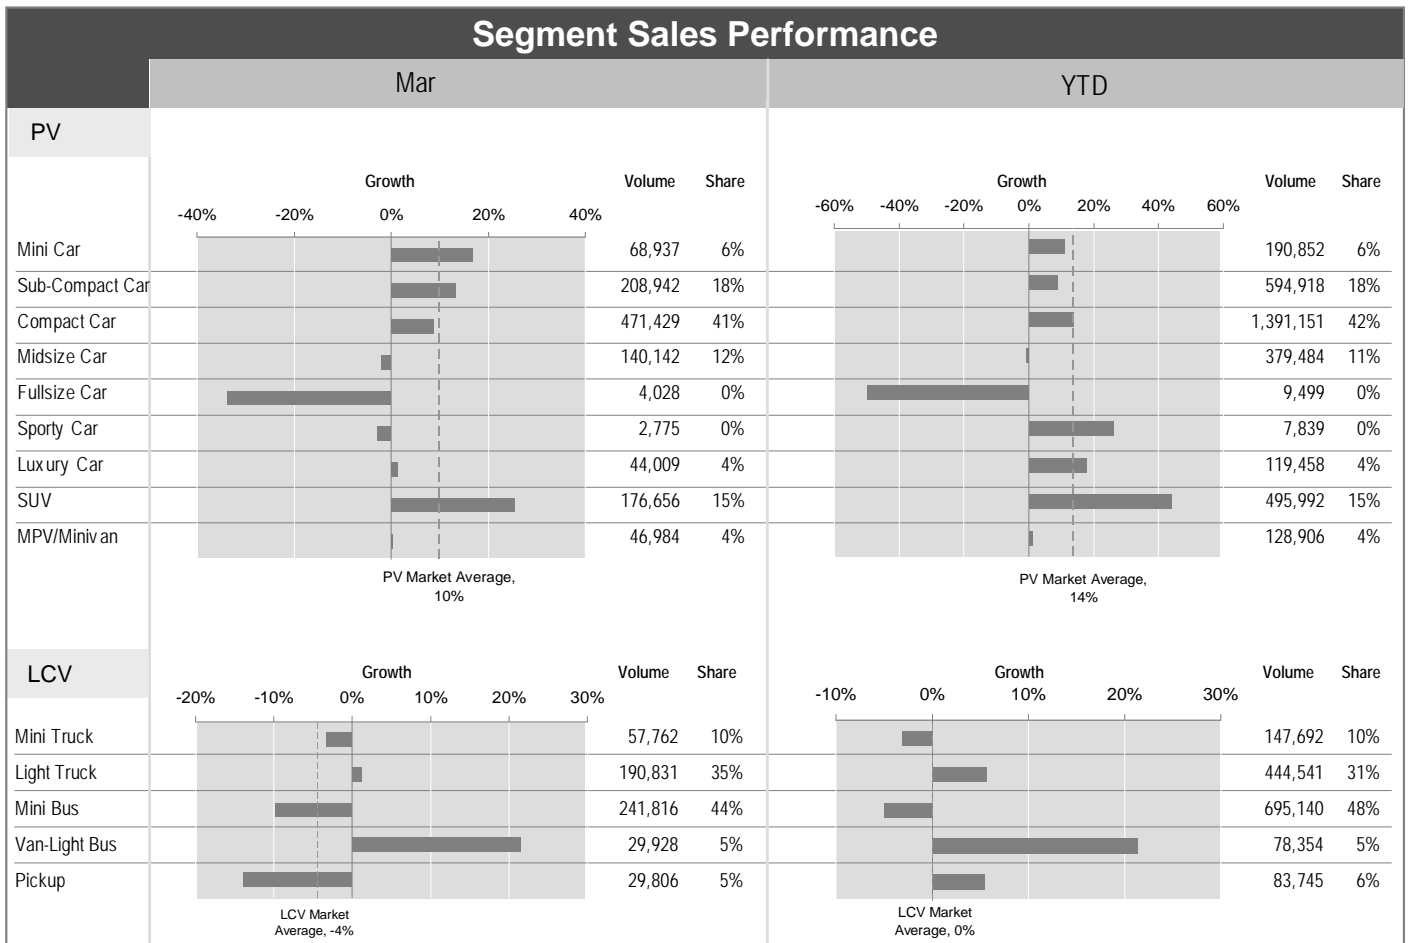 Segment Sales Performance
Mar YTD
PV
Growth Volume Share Growth Volume Share
-40% -20% 0% 20% 40% -60% -40% -20% 0% 20% 40% 60%
Mini Car 68,937 6% 190,852 6%
Sub-Compact Car 208,942 18% 594,918 18%
Compact Car 471,429 41% 1,391,151 42%
Midsize Car 140,142 12% 379,484 11%
Fullsize Car 4,028 0% 9,499 0%
Sporty Car 2,775 0% 7,839 0%
Luxury Car 44,009 4% 119,458 4%
SUV 176,656 15% 495,992 15%
MPV/Minivan 46,984 4% 128,906 4%
PV Market Average, PV Market Average,
10% 14%
LCV
Growth Volume Share Growth Volume Share
-20% -10% 0% 10% 20% 30% -10% 0% 10% 20% 30%
Mini Truck 57,762 10% 147,692 10%
Light Truck 190,831 35% 444,541 31%
Mini Bus 241,816 44% 695,140 48%
Van-Light Bus 29,928 5% 78,354 5%
Pickup 29,806 5% 83,745 6%
LCV Market LCV Market
Average, -4% Average, 0%